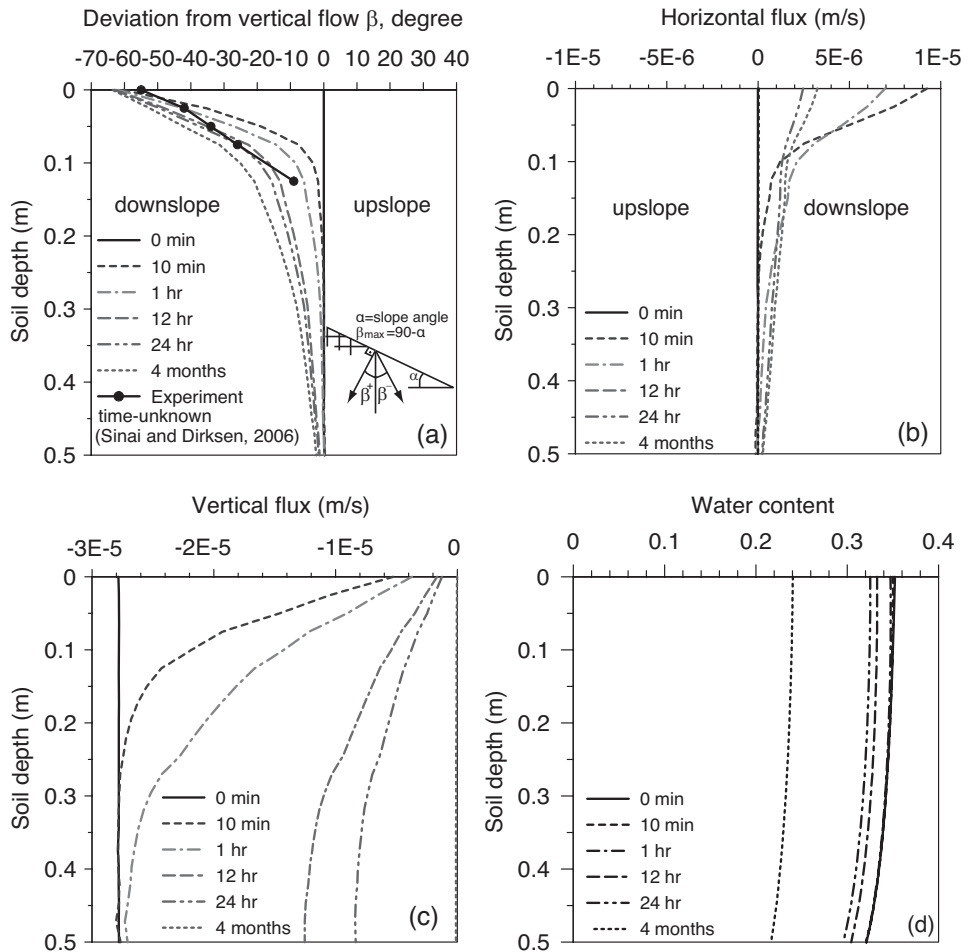 Deviation from vertical flow β, degree
-70-60-50-40-30-20-10 0 10 20 30 40
0
0.1
0.2
0.3
0.4
0.5
Soil depth (m)
downslope
upslope
0 min
10 min
1 hr
12 hr
24 hr
4 months
Experiment
time-unknown
(Sinai and Dirksen, 2006)
α=slope angle
βmax=90-α
α
β+
β-
(a)
Horizontal flux (m/s)
-1E-5 -5E-6 0 5E-6 1E-5
0
0.1
0.2
0.3
0.4
0.5
Soil depth (m)
upslope
downslope
0 min
10 min
1 hr
12 hr
24 hr
4 months
(b)
Vertical flux (m/s)
-3E-5 -2E-5 -1E-5 0
0
0.1
0.2
0.3
0.4
0.5
Soil depth (m)
0 min
10 min
1 hr
12 hr
24 hr
4 months
(c)
Water content
0 0.1 0.2 0.3 0.4
0
0.1
0.2
0.3
0.4
0.5
Soil depth (m)
0 min
10 min
1 hr
12 hr
24 hr
4 months
(d)